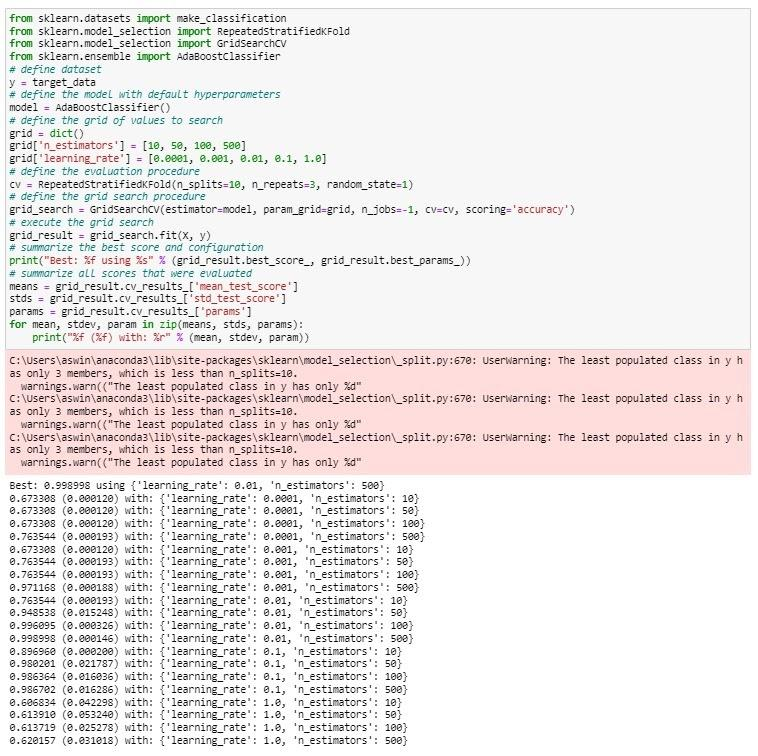 from sklearn.datasets import make_classification
from sklearn.model_selection import RepeatedStratifiedKFold
from sklearn.model_selection import GridSearchCV
from sklearn.ensemble import AdaBoostClassifier
# define dataset
y = target_data
# define the model with default hyperparameters
model = AdaBoostClassifier()
# define the grid of values to search
grid = dict()
grid['n_estimators'] = [10, 50, 100, 500]
grid['learning_rate'] = [0.0001, 0.001, 0.01, 0.1, 1.0]
# define the evaluation procedure
cv = RepeatedStratifiedKFold(n_splits=10, n_repeats=3, random_state=1)
# define the grid search procedure
grid_search = GridSearchCV(estimator=model, param_grid=grid, n_jobs=-1, cv=cv, scoring='accuracy')
# execute the grid search
grid_result = grid_search.fit(X, y)
# summarize the best score and configuration
print("Best: %f using %s" % (grid_result.best_score_, grid_result.best_params_))
# summarize all scores that were evaluated
means = grid_result.cv_results_['mean_test_score']
stds = grid_result.cv_results_['std_test_score']
params = grid_result.cv_results_['params']
for mean, stdev, param in zip(means, stds, params):
    print("%f (%f) with: %r" % (mean, stdev, param))
C:\Users\aswin\anaconda3\lib\site-packages\sklearn\model_selection\_split.py:670: UserWarning: The least populated class in y h
as only 3 members, which is less than n_splits=10.
  warnings.warn(("The least populated class in y has only %d"
C:\Users\aswin\anaconda3\lib\site-packages\sklearn\model_selection\_split.py:670: UserWarning: The least populated class in y h
as only 3 members, which is less than n_splits=10.
  warnings.warn(("The least populated class in y has only %d"
C:\Users\aswin\anaconda3\lib\site-packages\sklearn\model_selection\_split.py:670: UserWarning: The least populated class in y h
as only 3 members, which is less than n_splits=10.
  warnings.warn(("The least populated class in y has only %d"
Best: 0.998998 using {'learning_rate': 0.01, 'n_estimators': 500}
0.673308 (0.000120) with: {'learning_rate': 0.0001, 'n_estimators': 10}
0.673308 (0.000120) with: {'learning_rate': 0.0001, 'n_estimators': 50}
0.673308 (0.000120) with: {'learning_rate': 0.0001, 'n_estimators': 100}
0.763544 (0.000193) with: {'learning_rate': 0.0001, 'n_estimators': 500}
0.673308 (0.000120) with: {'learning_rate': 0.001, 'n_estimators': 10}
0.763544 (0.000193) with: {'learning_rate': 0.001, 'n_estimators': 50}
0.763544 (0.000193) with: {'learning_rate': 0.001, 'n_estimators': 100}
0.971168 (0.000188) with: {'learning_rate': 0.001, 'n_estimators': 500}
0.763544 (0.000193) with: {'learning_rate': 0.01, 'n_estimators': 10}
0.948538 (0.015248) with: {'learning_rate': 0.01, 'n_estimators': 50}
0.996095 (0.000326) with: {'learning_rate': 0.01, 'n_estimators': 100}
0.998998 (0.000146) with: {'learning_rate': 0.01, 'n_estimators': 500}
0.896960 (0.000200) with: {'learning_rate': 0.1, 'n_estimators': 10}
0.980201 (0.021787) with: {'learning_rate': 0.1, 'n_estimators': 50}
0.986364 (0.016036) with: {'learning_rate': 0.1, 'n_estimators': 100}
0.986702 (0.016286) with: {'learning_rate': 0.1, 'n_estimators': 500}
0.606834 (0.042298) with: {'learning_rate': 1.0, 'n_estimators': 10}
0.613910 (0.053240) with: {'learning_rate': 1.0, 'n_estimators': 50}
0.613719 (0.025278) with: {'learning_rate': 1.0, 'n_estimators': 100}
0.620157 (0.031018) with: {'learning_rate': 1.0, 'n_estimators': 500}